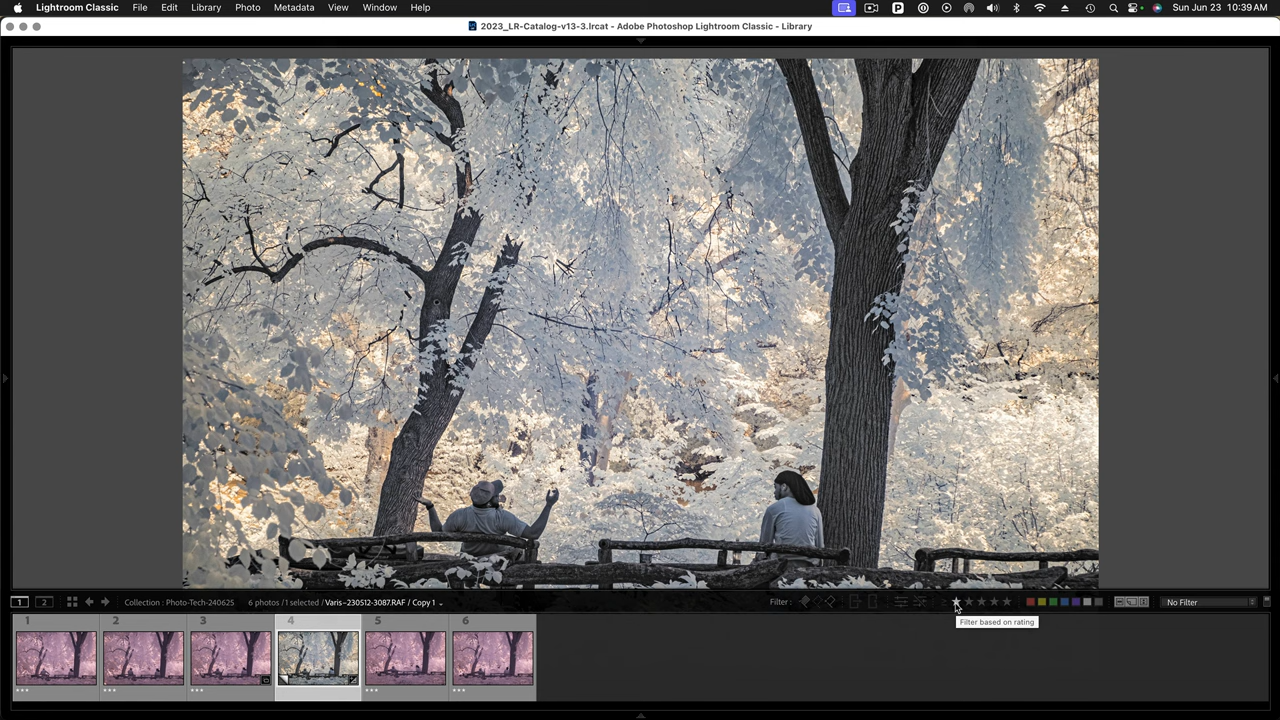 Lightroom Classic File Edit Library Photo Metadata View Window Help P Sun Jun 23 10:39 AM
2023_LR-Catalog-v13-3.lrcat - Adobe Photoshop Lightroom Classic - Library
1 2 Collection : Photo-Tech-240625 6 photos / 1 selected / Varis–230512-3087.RAF / Copy 1 Filter : No Filter
Filter based on rating
1 2 3 4 5 6